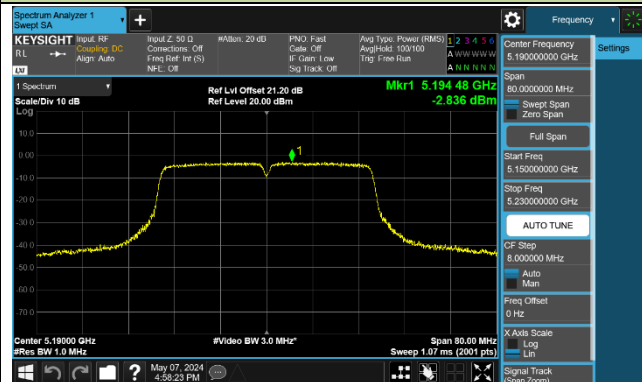 Spectrum Analyzer 1
Swept SA
Frequency
KEYSIGHT
RL
LXI
Input: RF
Coupling: DC
Align: Auto
Input Z: 50 Ω
Corrections: Off
Freq Ref: Int (S)
NFE: Off
#Atten: 20 dB
PNO: Fast
Gate: Off
IF Gain: Low
Sig Track: Off
Avg Type: Power (RMS)
Avg|Hold: 100/100
Trig: Free Run
1 2 3 4 5 6
A W W W W W
A N N N N N
1 Spectrum
Scale/Div 10 dB
Log
Ref Lvl Offset 21.20 dB
Ref Level 20.00 dBm
Mkr1 5.194 48 GHz
-2.836 dBm
10.0
0.00
-10.0
-20.0
-30.0
-40.0
-50.0
-60.0
-70.0
1
Center 5.19000 GHz
#Res BW 1.0 MHz
#Video BW 3.0 MHz*
Span 80.00 MHz
Sweep 1.07 ms (2001 pts)
May 07, 2024
4:58:23 PM
Center Frequency
5.190000000 GHz
Span
80.0000000 MHz
Swept Span
Zero Span
Full Span
Start Freq
5.150000000 GHz
Stop Freq
5.230000000 GHz
AUTO TUNE
CF Step
8.000000 MHz
Auto
Man
Freq Offset
0 Hz
X Axis Scale
Log
Lin
Signal Track
(Span Zoom)
Settings